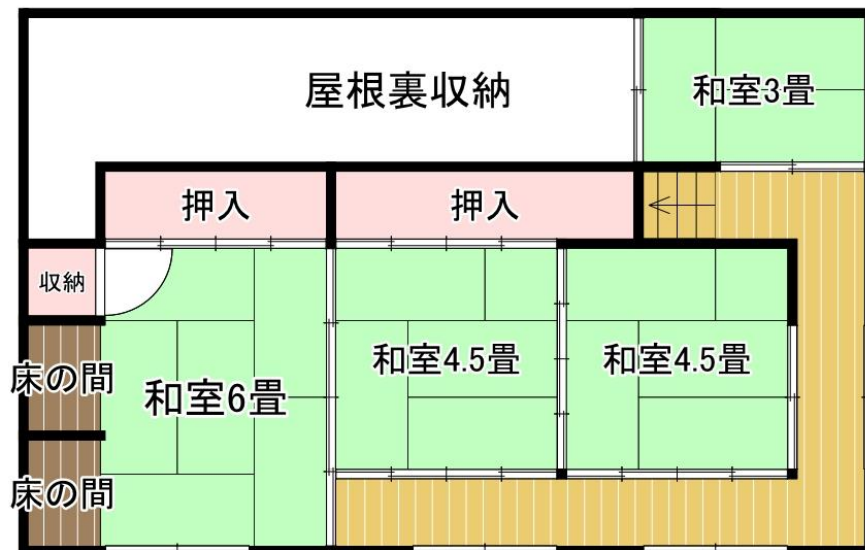 屋根裏収納
和室3畳
押入
押入
収納
和室4.5畳
和室4.5畳
床の間
和室6畳
床の間